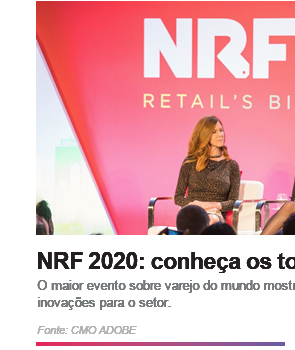 NRF
RETAIL'S BI
NRF 2020: conheça os to
O maior evento sobre varejo do mundo mostr
inovações para o setor.
Fonte: CMO ADOBE